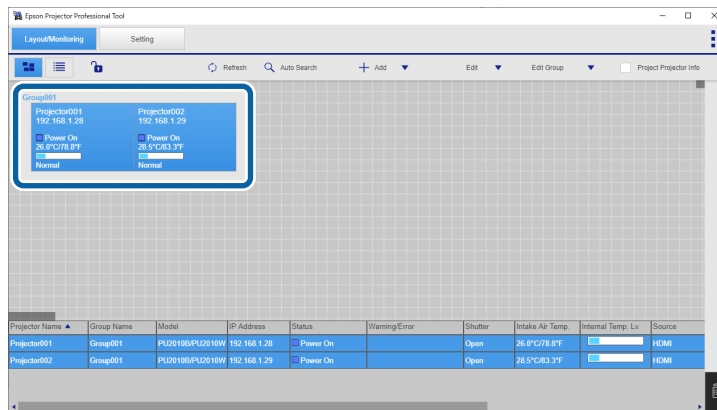 Epson Projector Professional Tool
Layout/Monitoring Setting
Refresh Auto Search Add Edit Edit Group Project Projector Info
Group001
Projector001 Projector002
192.168.1.28 192.168.1.29
Power On Power On
26.0°C/78.8°F 28.5°C/83.3°F
Normal Normal
Projector Name Group Name Model IP Address Status Warning/Error Shutter Intake Air Temp. Internal Temp. Lv. Source
Projector001 Group001 PU2010B/PU2010W 192.168.1.28 Power On Open 26.0°C/78.8°F HDMI
Projector002 Group001 PU2010B/PU2010W 192.168.1.29 Power On Open 28.5°C/83.3°F HDMI